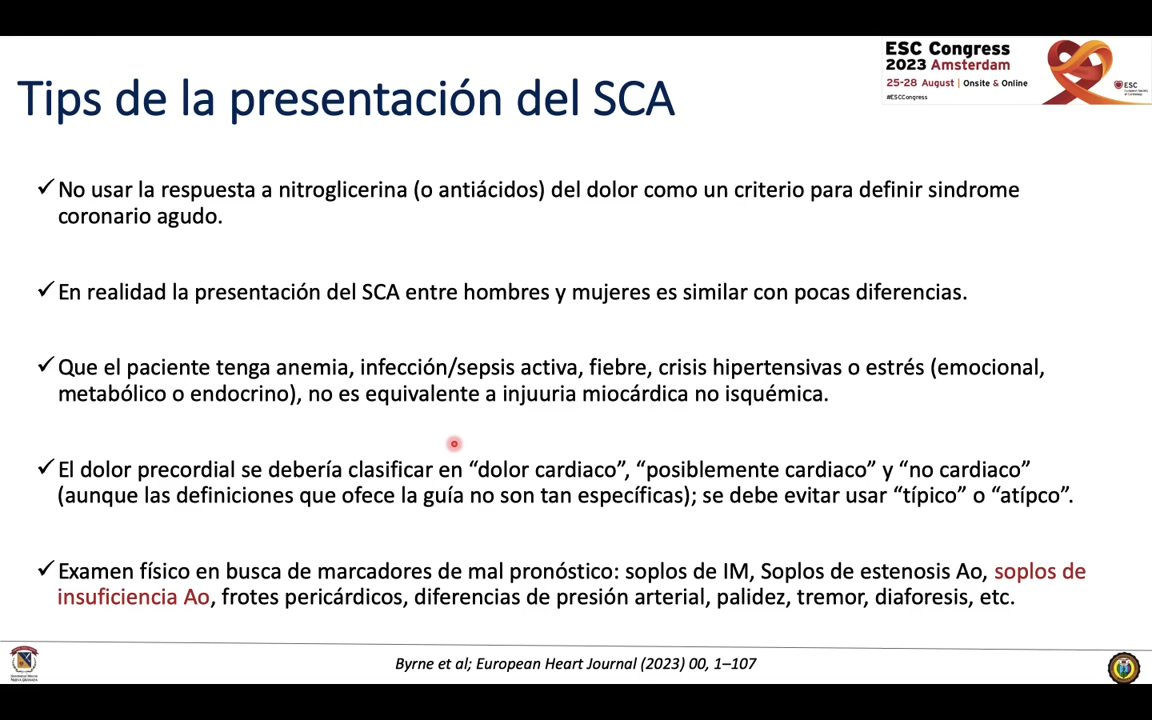 ESC Congress
2023 Amsterdam
25-28 August | Onsite & Online
#ESCCongress
ESC
Tips de la presentación del SCA
✓ No usar la respuesta a nitroglicerina (o antiácidos) del dolor como un criterio para definir sindrome
coronario agudo.
✓ En realidad la presentación del SCA entre hombres y mujeres es similar con pocas diferencias.
✓ Que el paciente tenga anemia, infección/sepsis activa, fiebre, crisis hipertensivas o estrés (emocional,
metabólico o endocrino), no es equivalente a injuuria miocárdica no isquémica.
✓ El dolor precordial se debería clasificar en “dolor cardiaco”, “posiblemente cardiaco” y “no cardiaco”
(aunque las definiciones que ofece la guía no son tan específicas); se debe evitar usar “típico” o “atípco”.
✓ Examen físico en busca de marcadores de mal pronóstico: soplos de IM, Soplos de estenosis Ao, soplos de
insuficiencia Ao, frotes pericárdicos, diferencias de presión arterial, palidez, tremor, diaforesis, etc.
Byrne et al; European Heart Journal (2023) 00, 1–107